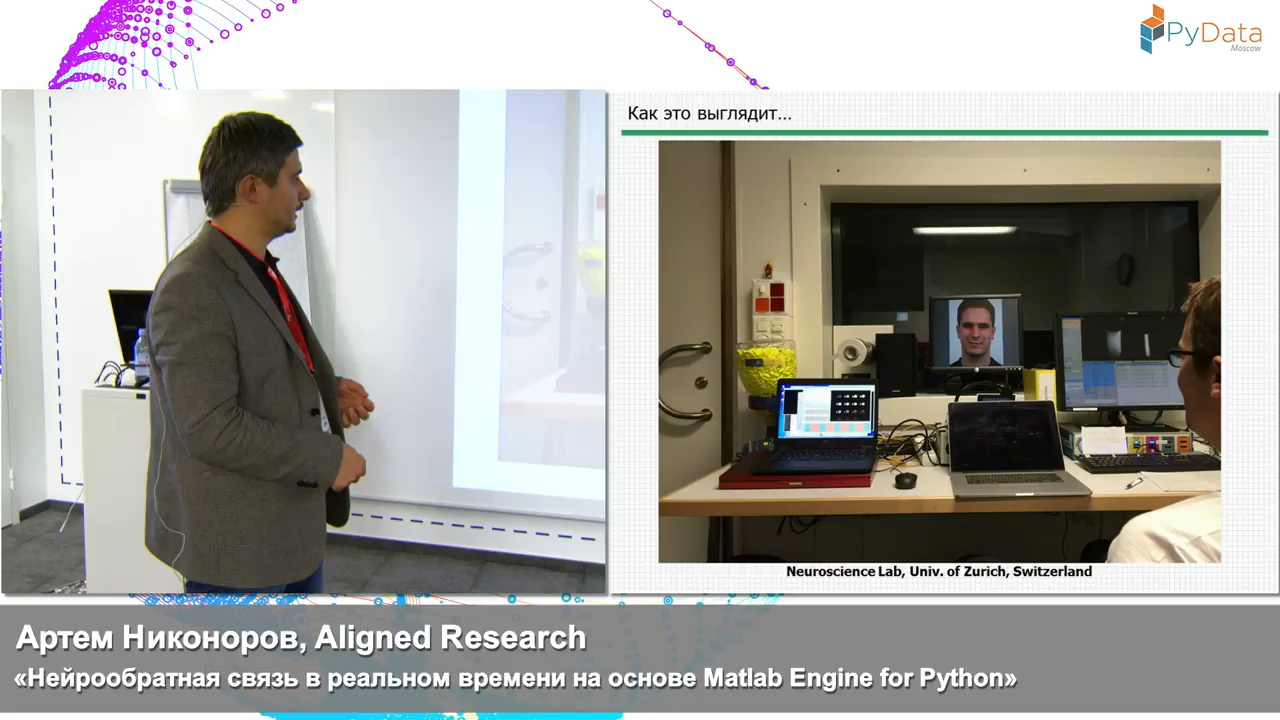 PyData
Moscow
Как это выглядит...
Neuroscience Lab, Univ. of Zurich, Switzerland
Артем Никоноров, Aligned Research
«Нейрообратная связь в реальном времени на основе Matlab Engine for Python»